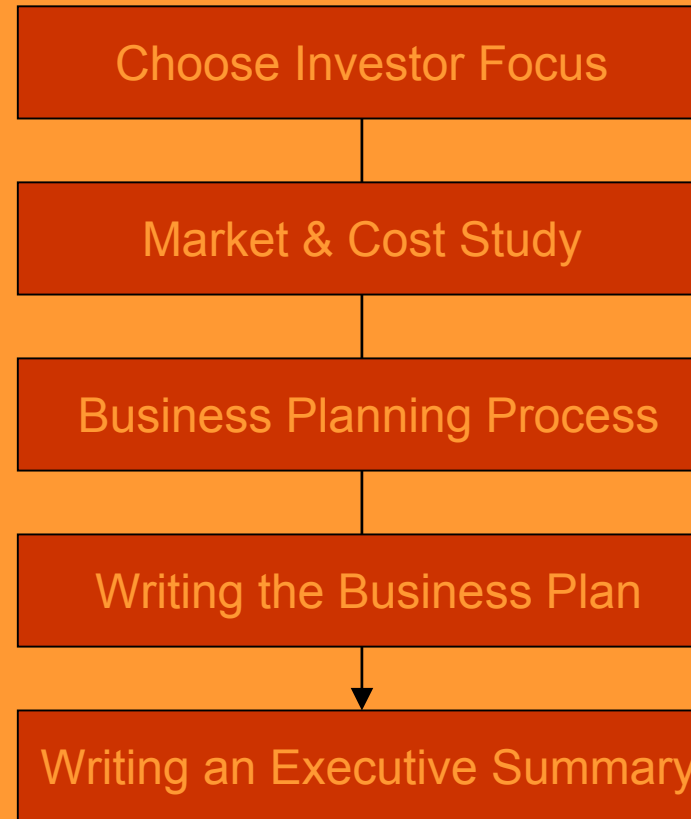 Choose Investor Focus
Market & Cost Study
Business Planning Process
Writing the Business Plan
Writing an Executive Summary